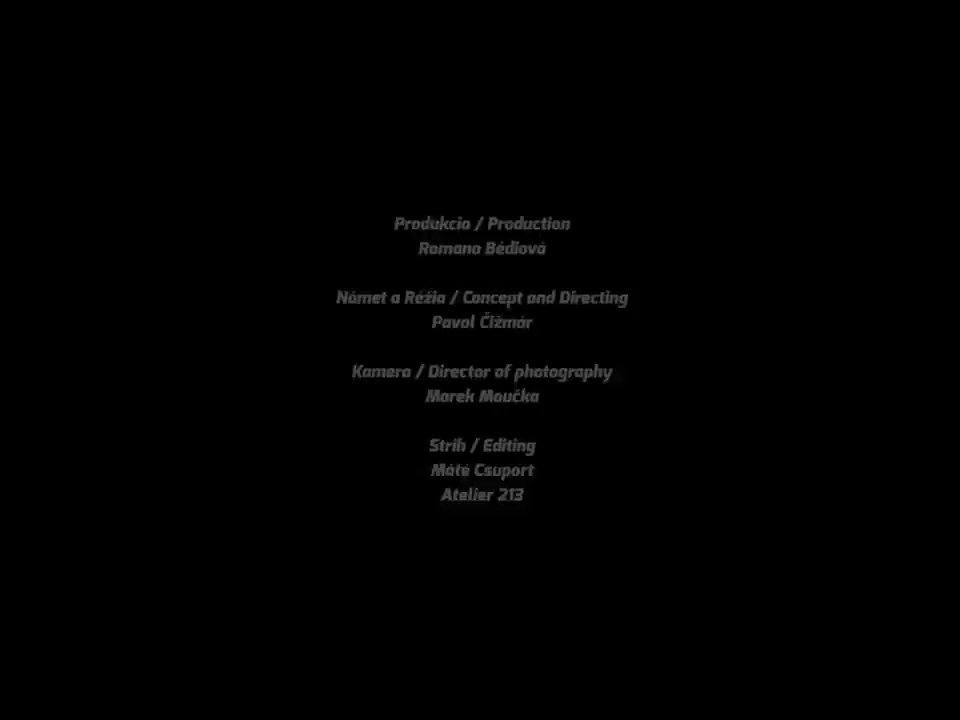 Produkcia / Production
Romana Bédiová
Námet a Réžia / Concept and Directing
Pavol Čižmár
Kamera / Director of photography
Marek Moučka
Strih / Editing
Máté Csuport
Atelier 213